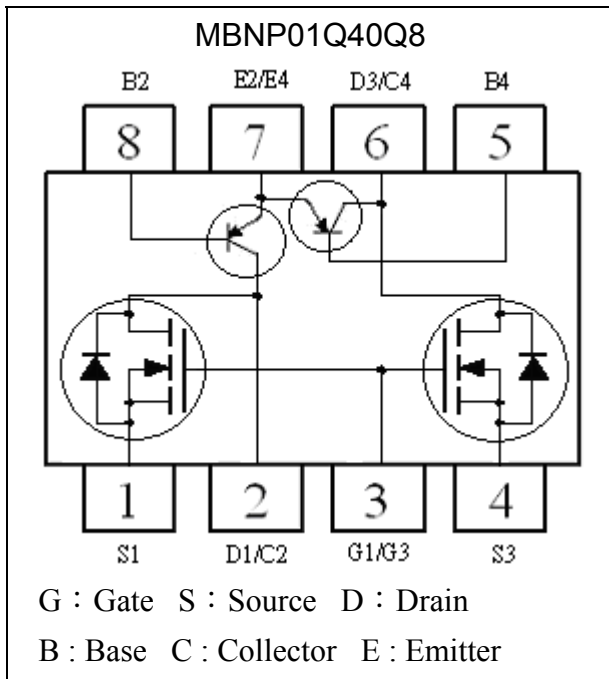 MBNP01Q40Q8
B2 E2/E4 D3/C4 B4
8 7 6 5
1 2 3 4
S1 D1/C2 G1/G3 S3
G：Gate S：Source D：Drain
B : Base C : Collector E : Emitter